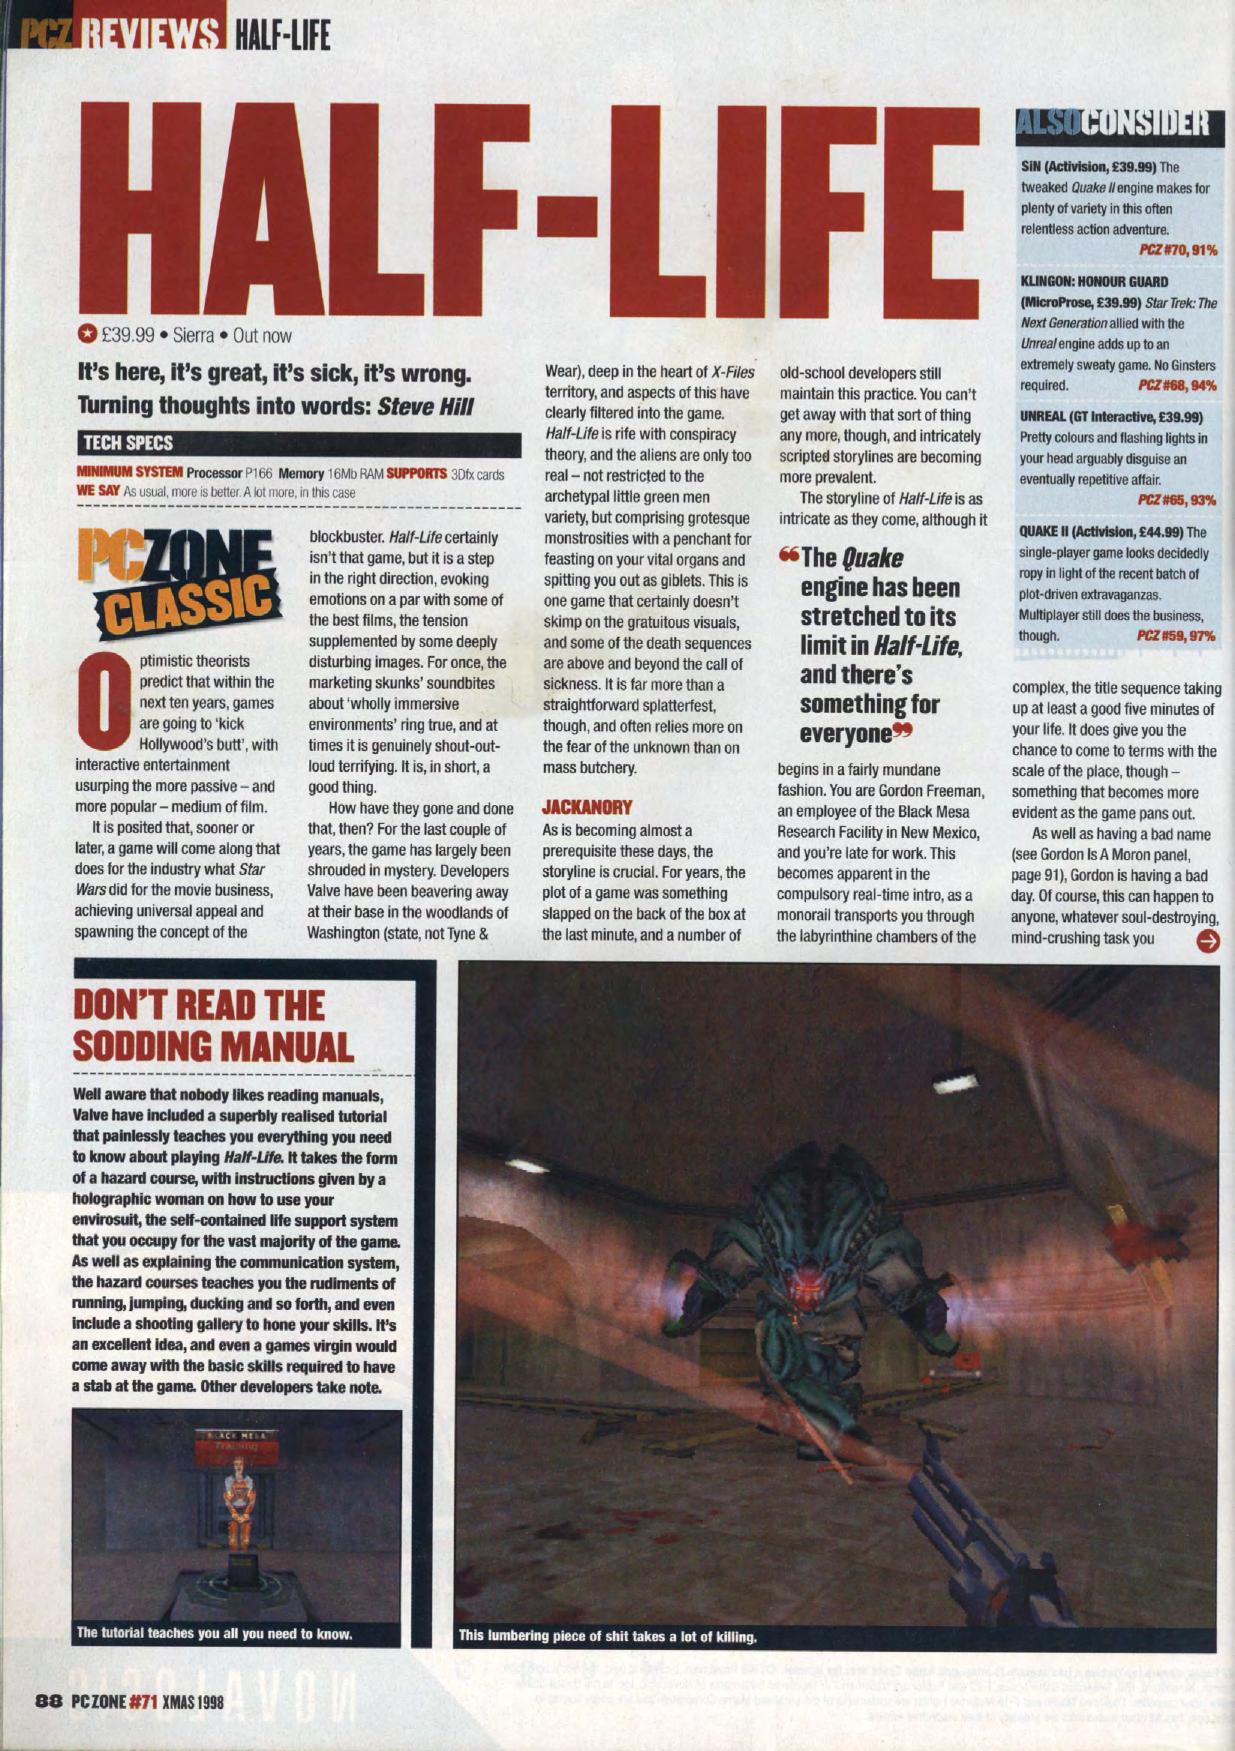 PCZ REVIEWS HALF-LIFE
HALF-LIFE
£39.99 • Sierra • Out now
It's here, it's great, it's sick, it's wrong.
Turning thoughts into words: Steve Hill
TECH SPECS
MINIMUM SYSTEM Processor P166 Memory 16Mb RAM SUPPORTS 3Dfx cards
WE SAY As usual, more is better. A lot more, in this case
PCZONE
CLASSIC
Optimistic theorists
predict that within the
next ten years, games
are going to 'kick
Hollywood's butt', with
interactive entertainment
usurping the more passive – and
more popular – medium of film.
It is posited that, sooner or
later, a game will come along that
does for the industry what Star
Wars did for the movie business,
achieving universal appeal and
spawning the concept of the
blockbuster. Half-Life certainly
isn't that game, but it is a step
in the right direction, evoking
emotions on a par with some of
the best films, the tension
supplemented by some deeply
disturbing images. For once, the
marketing skunks' soundbites
about 'wholly immersive
environments' ring true, and at
times it is genuinely shout-out-
loud terrifying. It is, in short, a
good thing.
How have they gone and done
that, then? For the last couple of
years, the game has largely been
shrouded in mystery. Developers
Valve have been beavering away
at their base in the woodlands of
Washington (state, not Tyne &
Wear), deep in the heart of X-Files
territory, and aspects of this have
clearly filtered into the game.
Half-Life is rife with conspiracy
theory, and the aliens are only too
real – not restricted to the
archetypal little green men
variety, but comprising grotesque
monstrosities with a penchant for
feasting on your vital organs and
spitting you out as giblets. This is
one game that certainly doesn't
skimp on the gratuitous visuals,
and some of the death sequences
are above and beyond the call of
sickness. It is far more than a
straightforward splatterfest,
though, and often relies more on
the fear of the unknown than on
mass butchery.
JACKANORY
As is becoming almost a
prerequisite these days, the
storyline is crucial. For years, the
plot of a game was something
slapped on the back of the box at
the last minute, and a number of
old-school developers still
maintain this practice. You can't
get away with that sort of thing
any more, though, and intricately
scripted storylines are becoming
more prevalent.
The storyline of Half-Life is as
intricate as they come, although it
“The Quake
engine has been
stretched to its
limit in Half-Life,
and there's
something for
everyone”
begins in a fairly mundane
fashion. You are Gordon Freeman,
an employee of the Black Mesa
Research Facility in New Mexico,
and you're late for work. This
becomes apparent in the
compulsory real-time intro, as a
monorail transports you through
the labyrinthine chambers of the
ALSOCONSIDER
SiN (Activision, £39.99) The
tweaked Quake II engine makes for
plenty of variety in this often
relentless action adventure.
PCZ #70, 91%
KLINGON: HONOUR GUARD
(MicroProse, £39.99) Star Trek: The
Next Generation allied with the
Unreal engine adds up to an
extremely sweaty game. No Ginsters
required. PCZ #68, 94%
UNREAL (GT Interactive, £39.99)
Pretty colours and flashing lights in
your head arguably disguise an
eventually repetitive affair.
PCZ #65, 93%
QUAKE II (Activision, £44.99) The
single-player game looks decidedly
ropy in light of the recent batch of
plot-driven extravaganzas.
Multiplayer still does the business,
though. PCZ #59, 97%
complex, the title sequence taking
up at least a good five minutes of
your life. It does give you the
chance to come to terms with the
scale of the place, though –
something that becomes more
evident as the game pans out.
As well as having a bad name
(see Gordon Is A Moron panel,
page 91), Gordon is having a bad
day. Of course, this can happen to
anyone, whatever soul-destroying,
mind-crushing task you
DON'T READ THE
SODDING MANUAL
Well aware that nobody likes reading manuals,
Valve have included a superbly realised tutorial
that painlessly teaches you everything you need
to know about playing Half-Life. It takes the form
of a hazard course, with instructions given by a
holographic woman on how to use your
envirosuit, the self-contained life support system
that you occupy for the vast majority of the game.
As well as explaining the communication system,
the hazard courses teaches you the rudiments of
running, jumping, ducking and so forth, and even
include a shooting gallery to hone your skills. It's
an excellent idea, and even a games virgin would
come away with the basic skills required to have
a stab at the game. Other developers take note.
BLACK MESA
Training
The tutorial teaches you all you need to know.
This lumbering piece of shit takes a lot of killing.
88 PCZONE #71 XMAS 1998